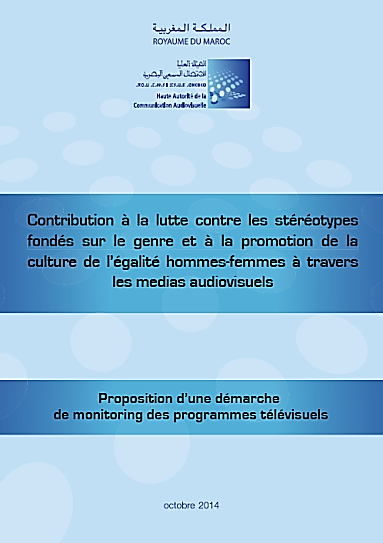 المملكة المغربية
ROYAUME DU MAROC
الهيئة العليا
للاتصال السمعي البصري
Haute Autorité de la
Communication Audiovisuelle
Contribution à la lutte contre les stéréotypes
fondés sur le genre et à la promotion de la
culture de l'égalité hommes-femmes à travers
les medias audiovisuels
Proposition d'une démarche
de monitoring des programmes télévisuels
octobre 2014